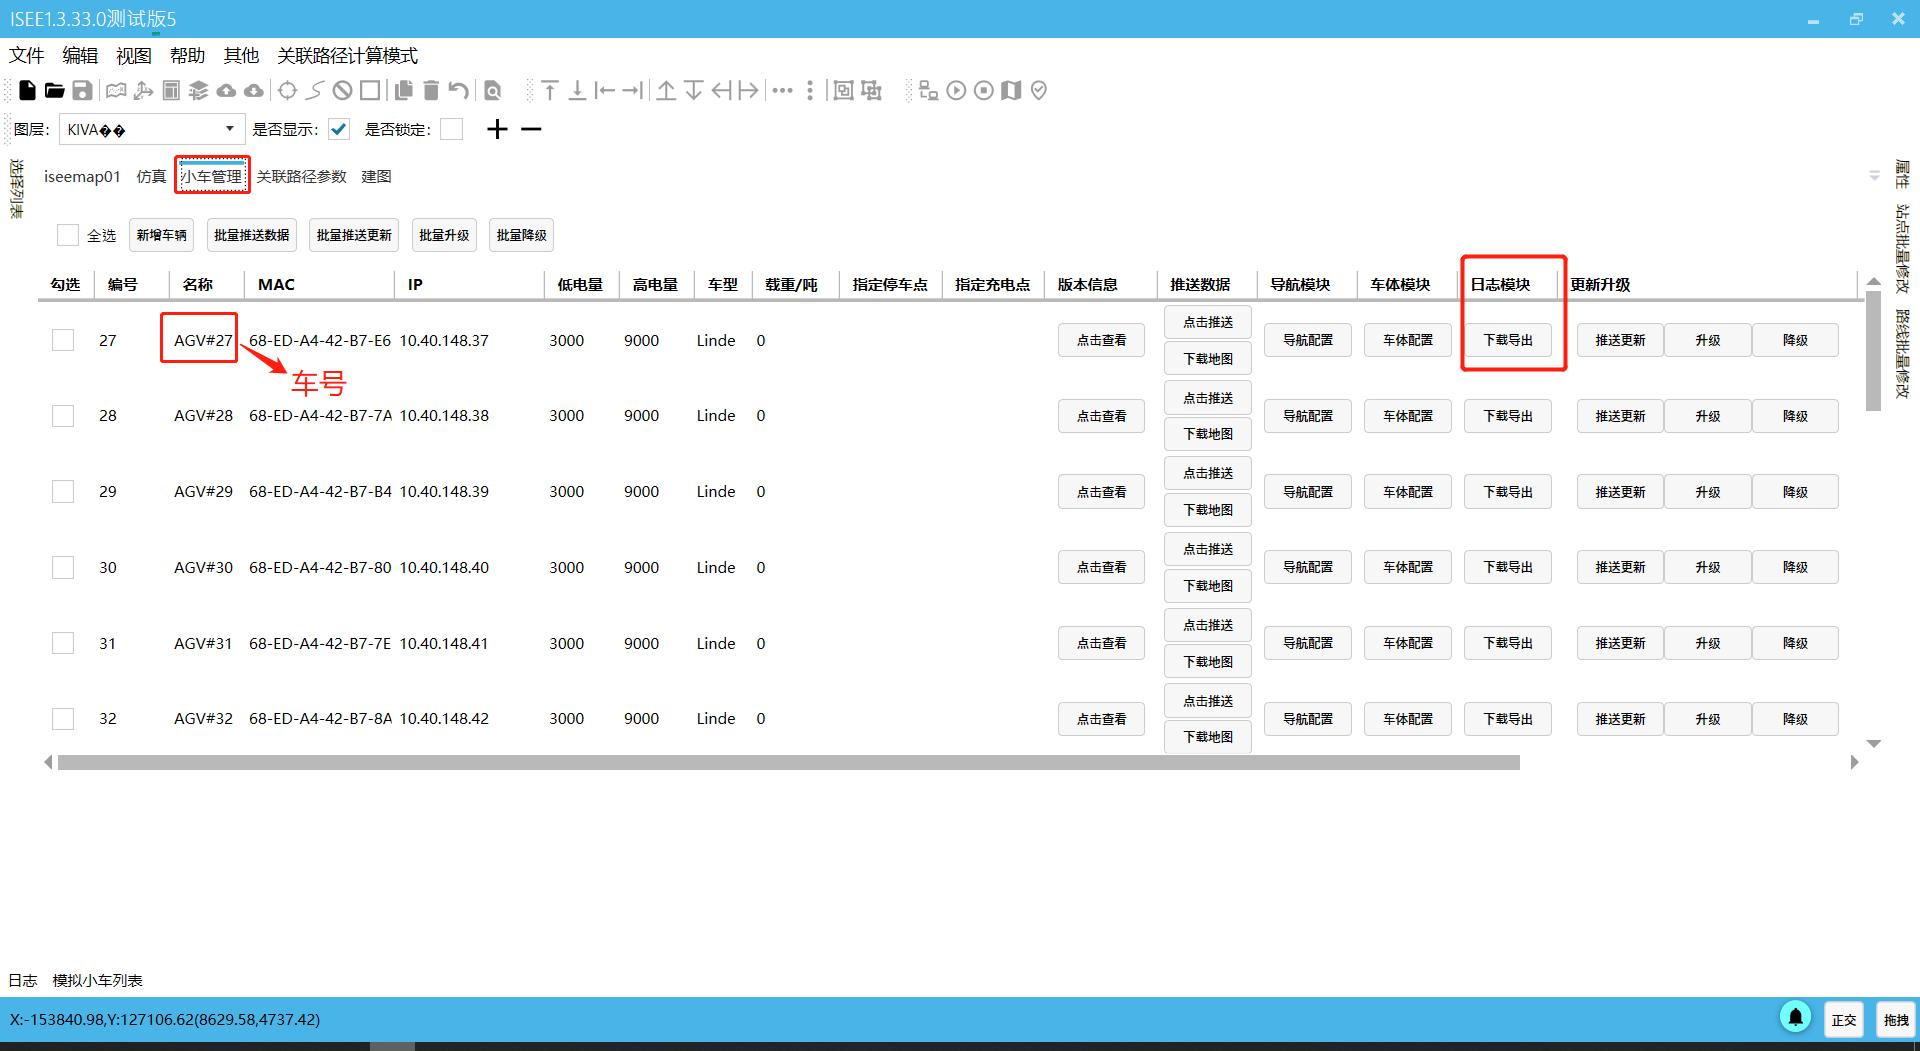 ISEE1.3.33.0测试版5
文件 编辑 视图 帮助 其他 关联路径计算模式
图层: KIVA�� 是否显示: 是否锁定:
选择列表
iseemap01 仿真 小车管理 关联路径参数 建图
全选 新增车辆 批量推送数据 批量推送更新 批量升级 批量降级
勾选 编号 名称 MAC IP 低电量 高电量 车型 载重/吨 指定停车点 指定充电点 版本信息 推送数据 导航模块 车体模块 日志模块 更新升级
27 AGV#27 68-ED-A4-42-B7-E6 10.40.148.37 3000 9000 Linde 0 点击查看 点击推送 下载地图 导航配置 车体配置 下载导出 推送更新 升级 降级
车号
28 AGV#28 68-ED-A4-42-B7-7A 10.40.148.38 3000 9000 Linde 0 点击查看 点击推送 下载地图 导航配置 车体配置 下载导出 推送更新 升级 降级
29 AGV#29 68-ED-A4-42-B7-B4 10.40.148.39 3000 9000 Linde 0 点击查看 点击推送 下载地图 导航配置 车体配置 下载导出 推送更新 升级 降级
30 AGV#30 68-ED-A4-42-B7-80 10.40.148.40 3000 9000 Linde 0 点击查看 点击推送 下载地图 导航配置 车体配置 下载导出 推送更新 升级 降级
31 AGV#31 68-ED-A4-42-B7-7E 10.40.148.41 3000 9000 Linde 0 点击查看 点击推送 下载地图 导航配置 车体配置 下载导出 推送更新 升级 降级
32 AGV#32 68-ED-A4-42-B7-8A 10.40.148.42 3000 9000 Linde 0 点击查看 点击推送 下载地图 导航配置 车体配置 下载导出 推送更新 升级 降级
属性
站点批量修改
路线批量修改
日志 模拟小车列表
X:-153840.98,Y:127106.62(8629.58,4737.42) 正交 拖拽